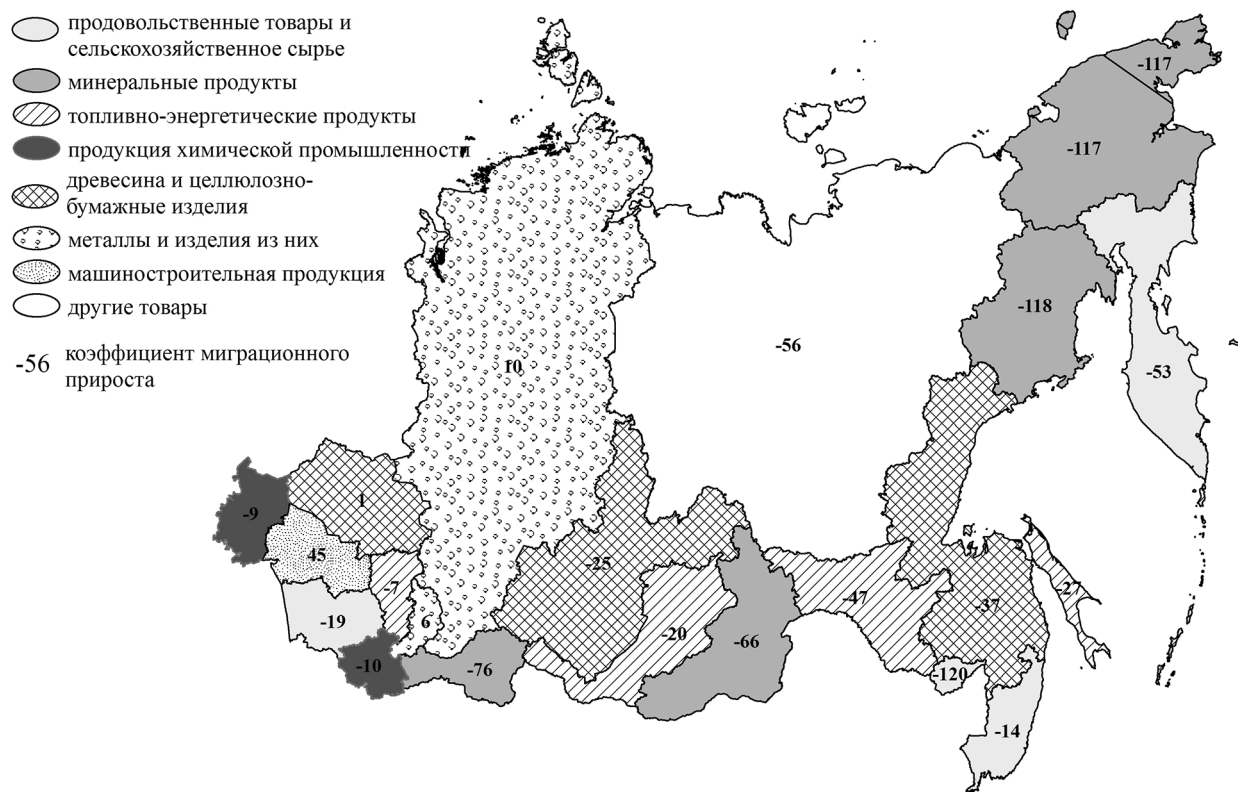 продовольственные товары и
сельскохозяйственное сырье
минеральные продукты
топливно-энергетические продукты
продукция химической промышленности
древесина и целлюлозно-
бумажные изделия
металлы и изделия из них
машиностроительная продукция
другие товары
-56 коэффициент миграционного
прироста
-117
-117
-118
-56
10
-53
1
-9
45
-25
-7
-47
-27
-37
-19
6
-20
-66
-10
-76
-120
-14